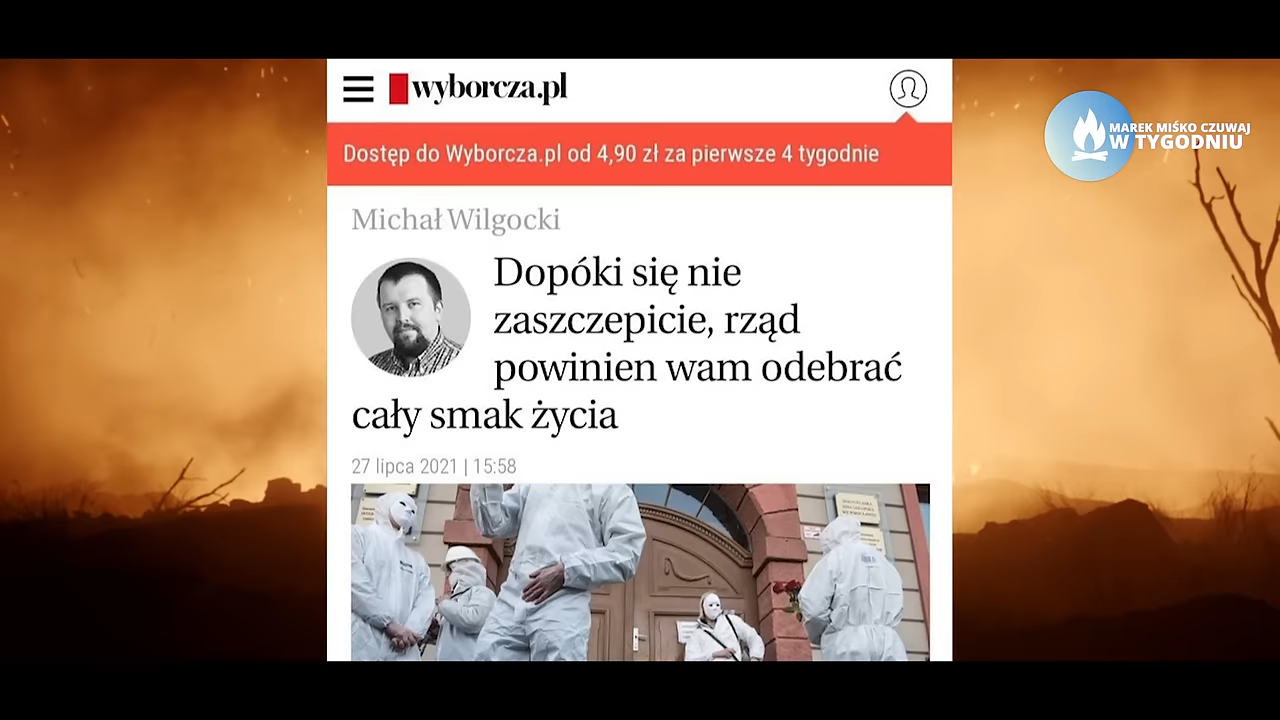 wyborcza.pl
MAREK MIŚKO CZUWAJ
W TYGODNIU
Dostęp do Wyborcza.pl od 4,90 zł za pierwsze 4 tygodnie
Michał Wilgocki
Dopóki się nie
zaszczepicie, rząd
powinien wam odebrać
cały smak życia
27 lipca 2021 | 15:58